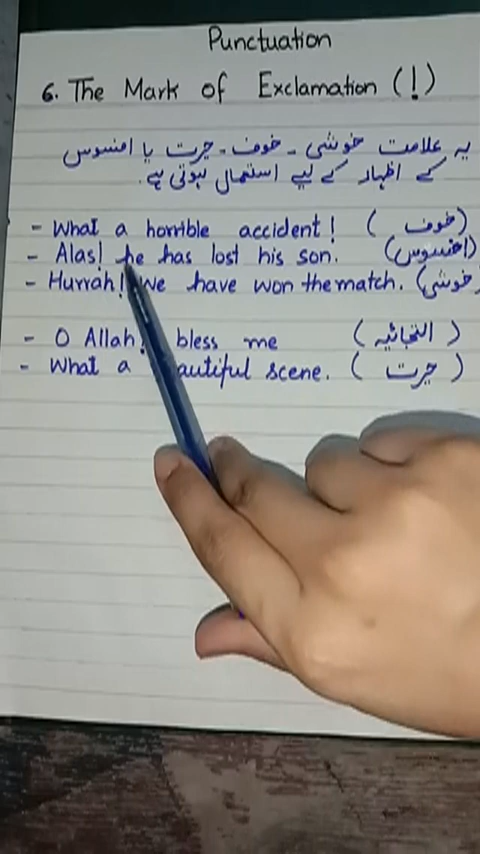 Punctuation
6. The Mark of Exclamation (!)
یہ علامت خوشی - خوف - حیرت یا افسوس
کے اظہار کے لیے استعمال ہوتی ہے.
- What a horrible accident! (خوف)
- Alas! he has lost his son. (افسوس)
- Hurrah! We have won the match. (خوشی
- O Allah! bless me (التجائیہ)
- What a autiful scene. (حیرت)